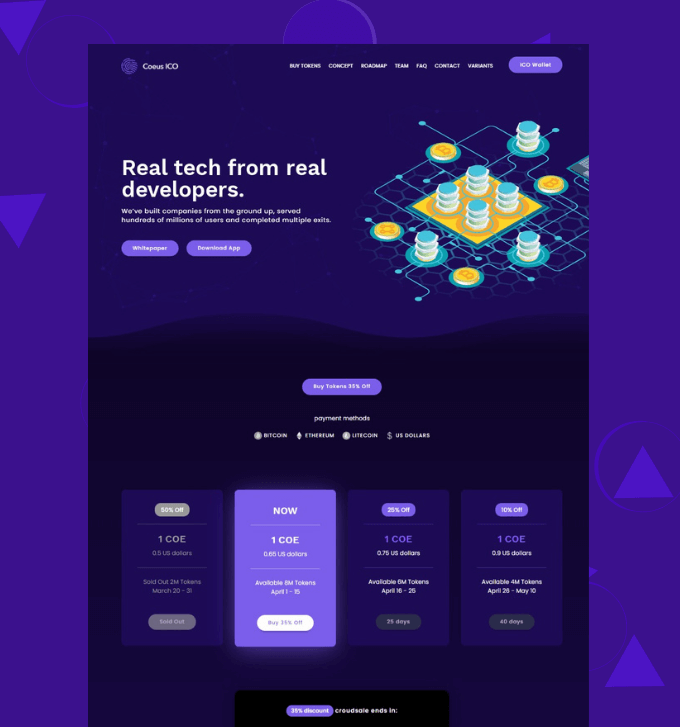 Coeus ICO
BUY TOKENS CONCEPT ROADMAP TEAM FAQ CONTACT VARIANTS
ICO Wallet
Real tech from real
developers.
We've built companies from the ground up, served
hundreds of millions of users and completed multiple exits.
Whitepaper
Download App
Buy Tokens 35% Off
payment methods
BITCOIN ETHEREUM LITECOIN US DOLLARS
50% Off
1 COE
0.5 US dollars
Sold Out 2M Tokens
March 20 - 31
Sold Out
NOW
1 COE
0.65 US dollars
Available 8M Tokens
April 1 - 15
Buy 35% Off
25% Off
1 COE
0.75 US dollars
Available 6M Tokens
April 16 - 25
25 days
10% Off
1 COE
0.9 US dollars
Available 4M Tokens
April 26 - May 10
40 days
35% discount croudsale ends in: